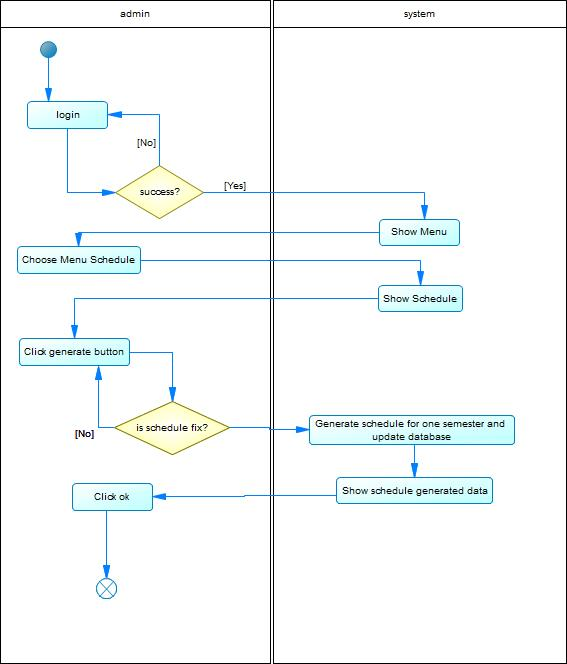 admin
system
login
[No]
success?
[Yes]
Show Menu
Choose Menu Schedule
Show Schedule
Click generate button
is schedule fix?
[No]
Generate schedule for one semester and
update database
Show schedule generated data
Click ok